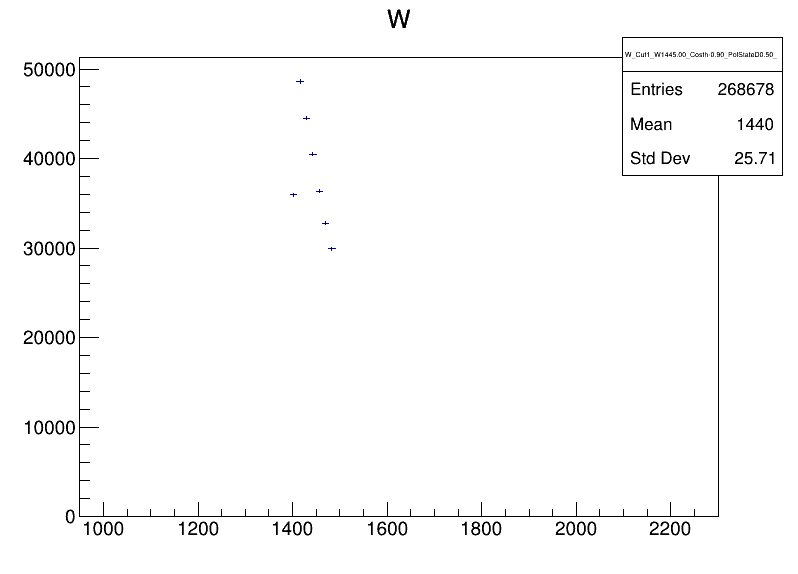 W
W_Cut1_W1445.00_Costh-0.90_PolStateD0.50_
Entries 268678
Mean 1440
Std Dev 25.71
50000
40000
30000
20000
10000
0
1000 1200 1400 1600 1800 2000 2200